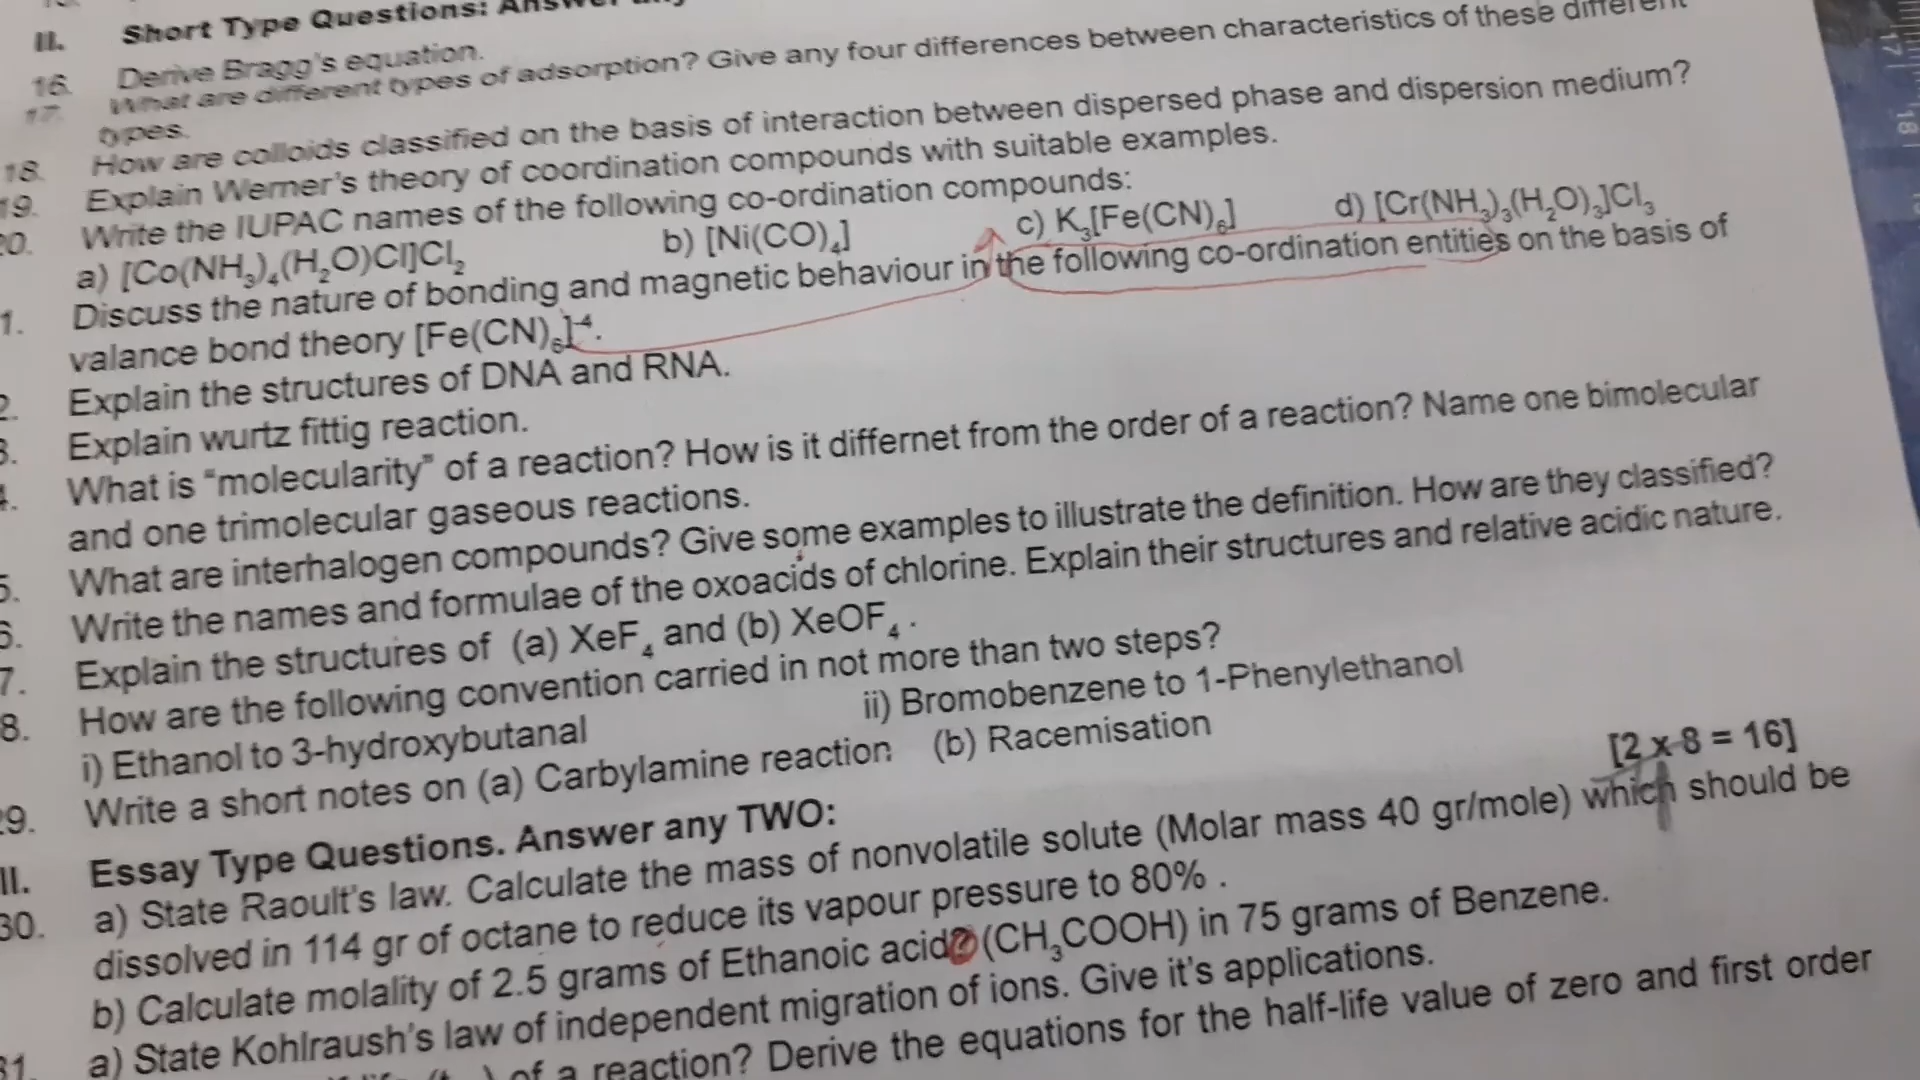 II. Short Type Questions:
16. Derive Bragg's equation.
17. What are different types of adsorption? Give any four differences between characteristics of these different
types.
18. How are colloids classified on the basis of interaction between dispersed phase and dispersion medium?
19. Explain Werner's theory of coordination compounds with suitable examples.
20. Write the IUPAC names of the following co-ordination compounds:
a) [Co(NH₃)₄(H₂O)Cl]Cl₂ b) [Ni(CO)₄] c) K₃[Fe(CN)₆] d) [Cr(NH₃)₃(H₂O)₃]Cl₃
1. Discuss the nature of bonding and magnetic behaviour in the following co-ordination entities on the basis of
valance bond theory [Fe(CN)₆]⁻⁴.
2. Explain the structures of DNA and RNA.
3. Explain wurtz fittig reaction.
4. What is "molecularity" of a reaction? How is it differnet from the order of a reaction? Name one bimolecular
and one trimolecular gaseous reactions.
5. What are interhalogen compounds? Give some examples to illustrate the definition. How are they classified?
6. Write the names and formulae of the oxoacids of chlorine. Explain their structures and relative acidic nature.
7. Explain the structures of (a) XeF₄ and (b) XeOF₄.
8. How are the following convention carried in not more than two steps?
i) Ethanol to 3-hydroxybutanal ii) Bromobenzene to 1-Phenylethanol
29. Write a short notes on (a) Carbylamine reaction (b) Racemisation
II. Essay Type Questions. Answer any TWO: [2 x 8 = 16]
30. a) State Raoult's law. Calculate the mass of nonvolatile solute (Molar mass 40 gr/mole) which should be
dissolved in 114 gr of octane to reduce its vapour pressure to 80% .
b) Calculate molality of 2.5 grams of Ethanoic acid (CH₃COOH) in 75 grams of Benzene.
31. a) State Kohlraush's law of independent migration of ions. Give it's applications.
of a reaction? Derive the equations for the half-life value of zero and first order
17
18